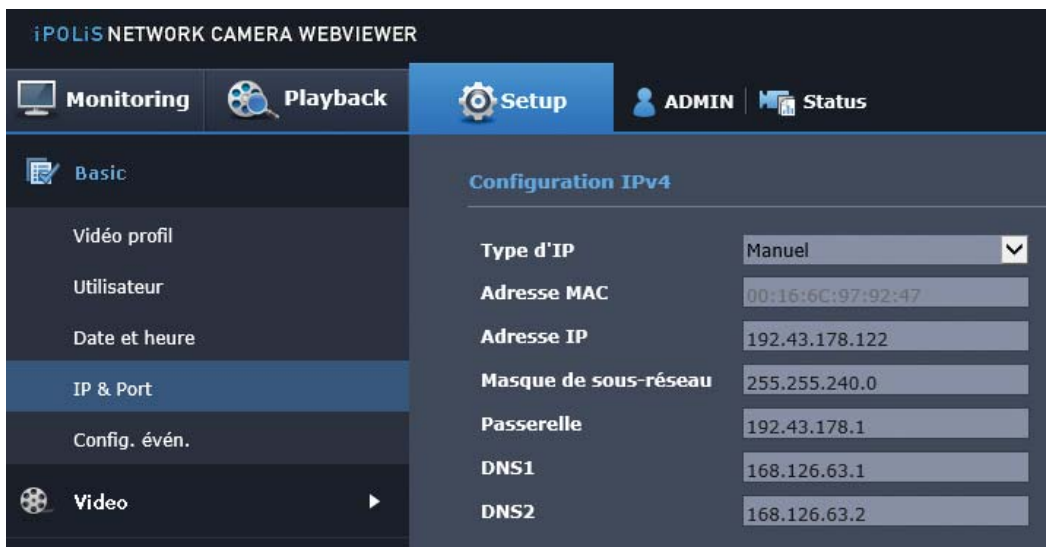 iPOLiS NETWORK CAMERA WEBVIEWER
Monitoring Playback Setup ADMIN Status
Basic
Vidéo profil
Utilisateur
Date et heure
IP & Port
Config. évén.
Video
Configuration IPv4
Type d'IP Manuel
Adresse MAC 00:16:6C:97:92:47
Adresse IP 192.43.178.122
Masque de sous-réseau 255.255.240.0
Passerelle 192.43.178.1
DNS1 168.126.63.1
DNS2 168.126.63.2